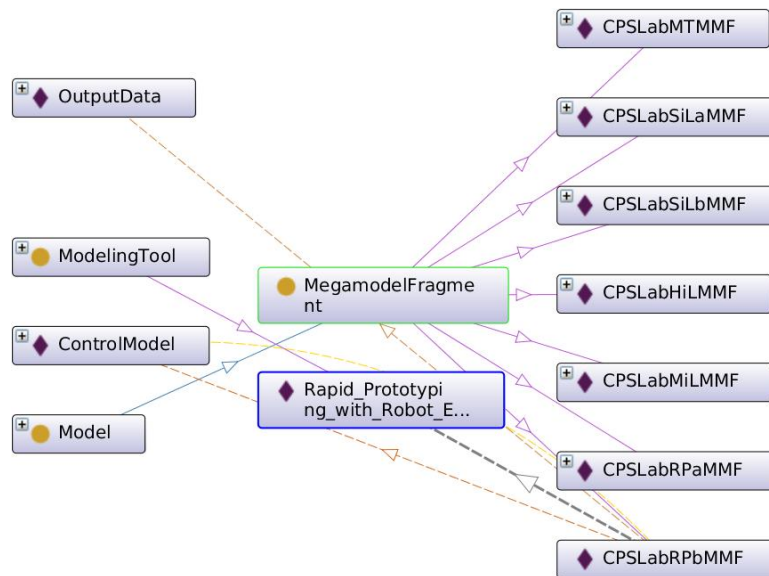 CPSLabMTMMF
OutputData
CPSLabSiLaMMF
CPSLabSiLbMMF
ModelingTool
MegamodelFragme
nt
CPSLabHiLMMF
ControlModel
CPSLabMiLMMF
Rapid_Prototypi
ng_with_Robot_E...
Model
CPSLabRPaMMF
CPSLabRPbMMF